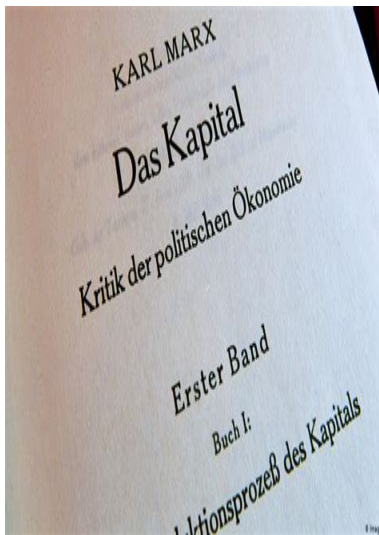 KARL MARX
Das Kapital
Kritik der politischen Ökonomie
Erster Band
Buch I:
des Kapitals